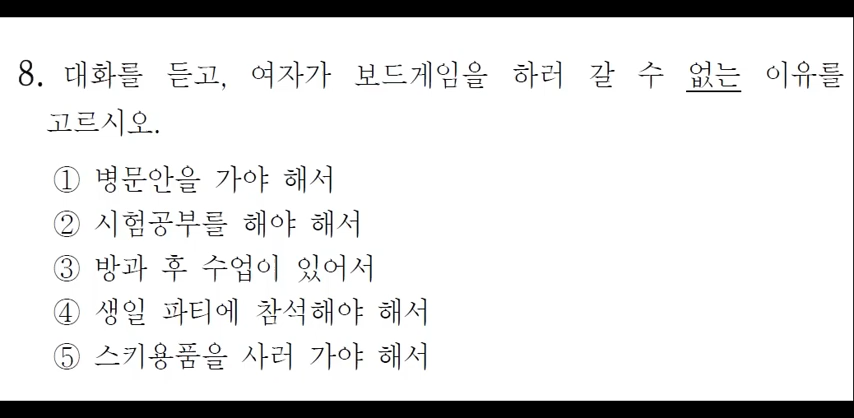 8. 대화를 듣고, 여자가 보드게임을 하러 갈 수 없는 이유를
고르시오.
① 병문안을 가야 해서
② 시험공부를 해야 해서
③ 방과 후 수업이 있어서
④ 생일 파티에 참석해야 해서
⑤ 스키용품을 사러 가야 해서